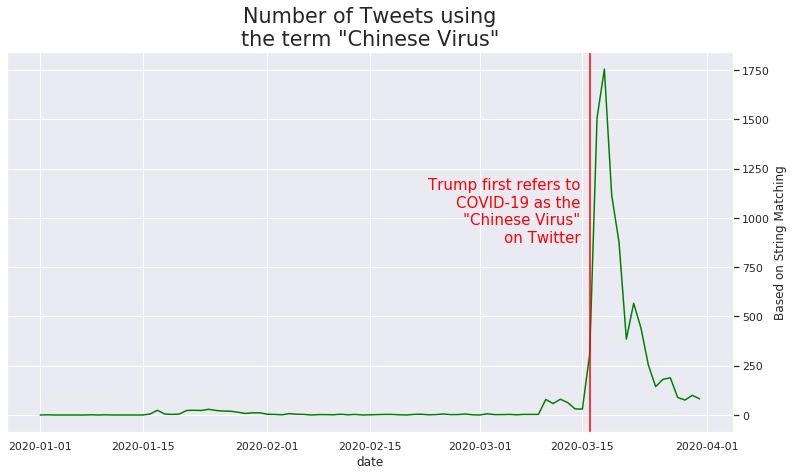 Number of Tweets using
the term "Chinese Virus"
Trump first refers to
COVID-19 as the
"Chinese Virus"
on Twitter
1750
1500
1250
1000
750
500
250
0
Based on String Matching
2020-01-01
2020-01-15
2020-02-01
2020-02-15
2020-03-01
2020-03-15
2020-04-01
date